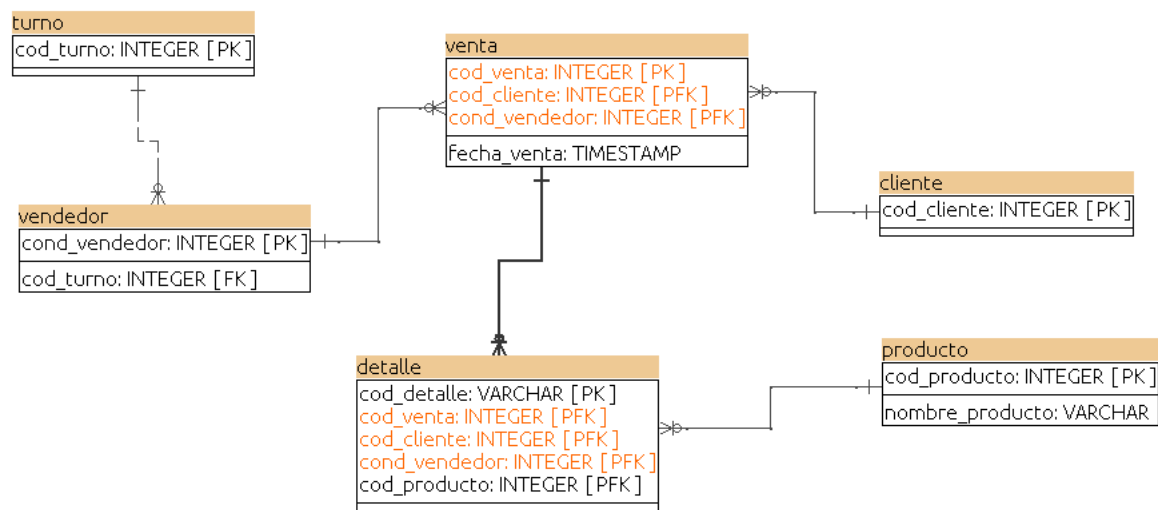 turno
cod_turno: INTEGER [PK]
venta
cod_venta: INTEGER [PK]
cod_cliente: INTEGER [PFK]
cond_vendedor: INTEGER [PFK]
fecha_venta: TIMESTAMP
cliente
cod_cliente: INTEGER [PK]
vendedor
cond_vendedor: INTEGER [PK]
cod_turno: INTEGER [FK]
detalle
cod_detalle: VARCHAR [PK]
cod_venta: INTEGER [PFK]
cod_cliente: INTEGER [PFK]
cond_vendedor: INTEGER [PFK]
cod_producto: INTEGER [PFK]
producto
cod_producto: INTEGER [PK]
nombre_producto: VARCHAR